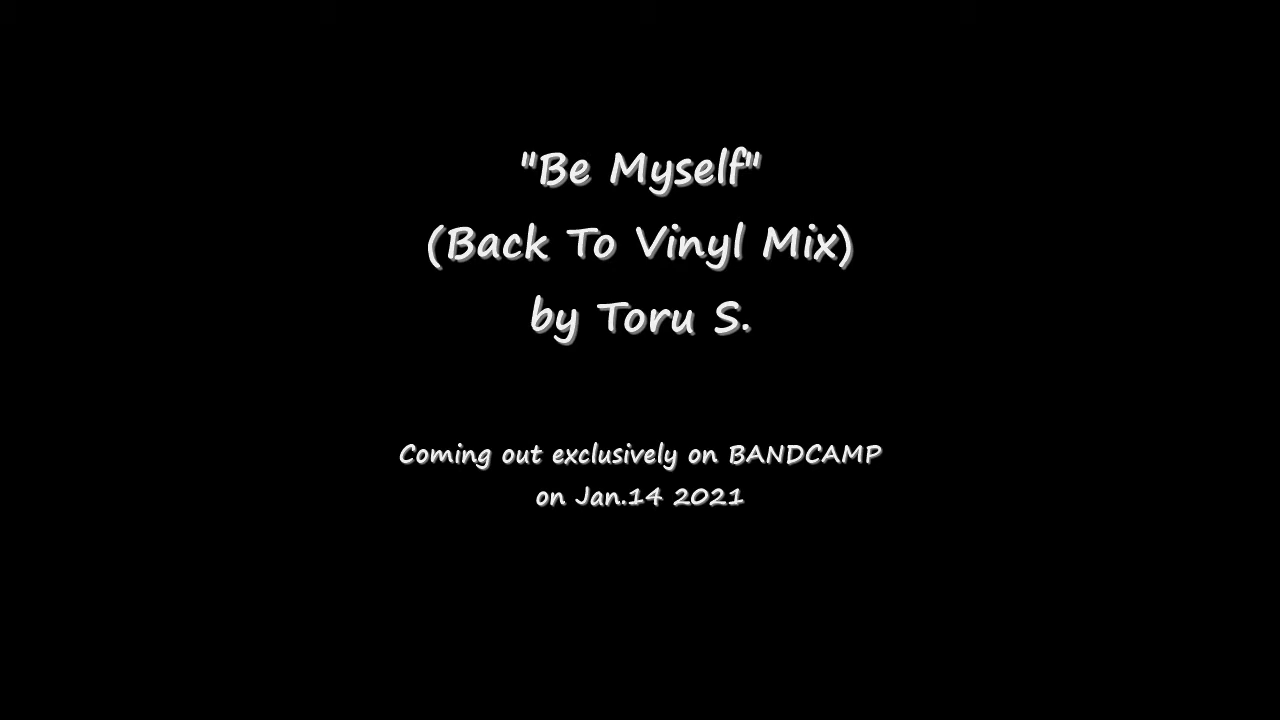 "Be Myself"
(Back To Vinyl Mix)
by Toru S.
Coming out exclusively on BANDCAMP
on Jan.14 2021